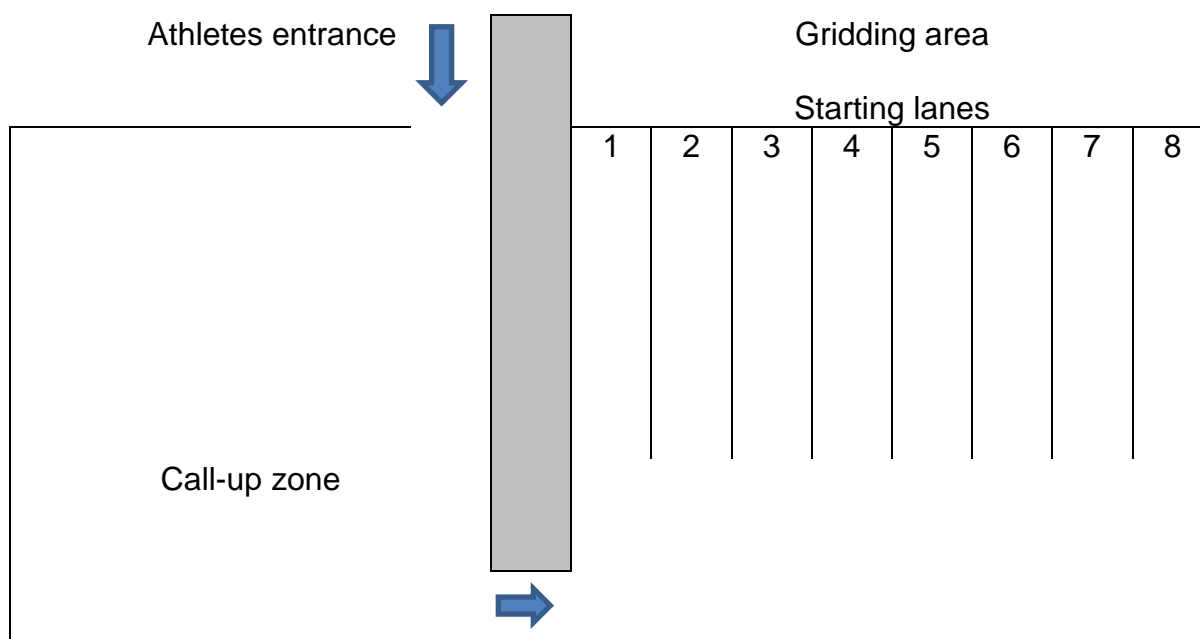 Athletes entrance
Gridding area
Starting lanes
1 2 3 4 5 6 7 8
Call-up zone